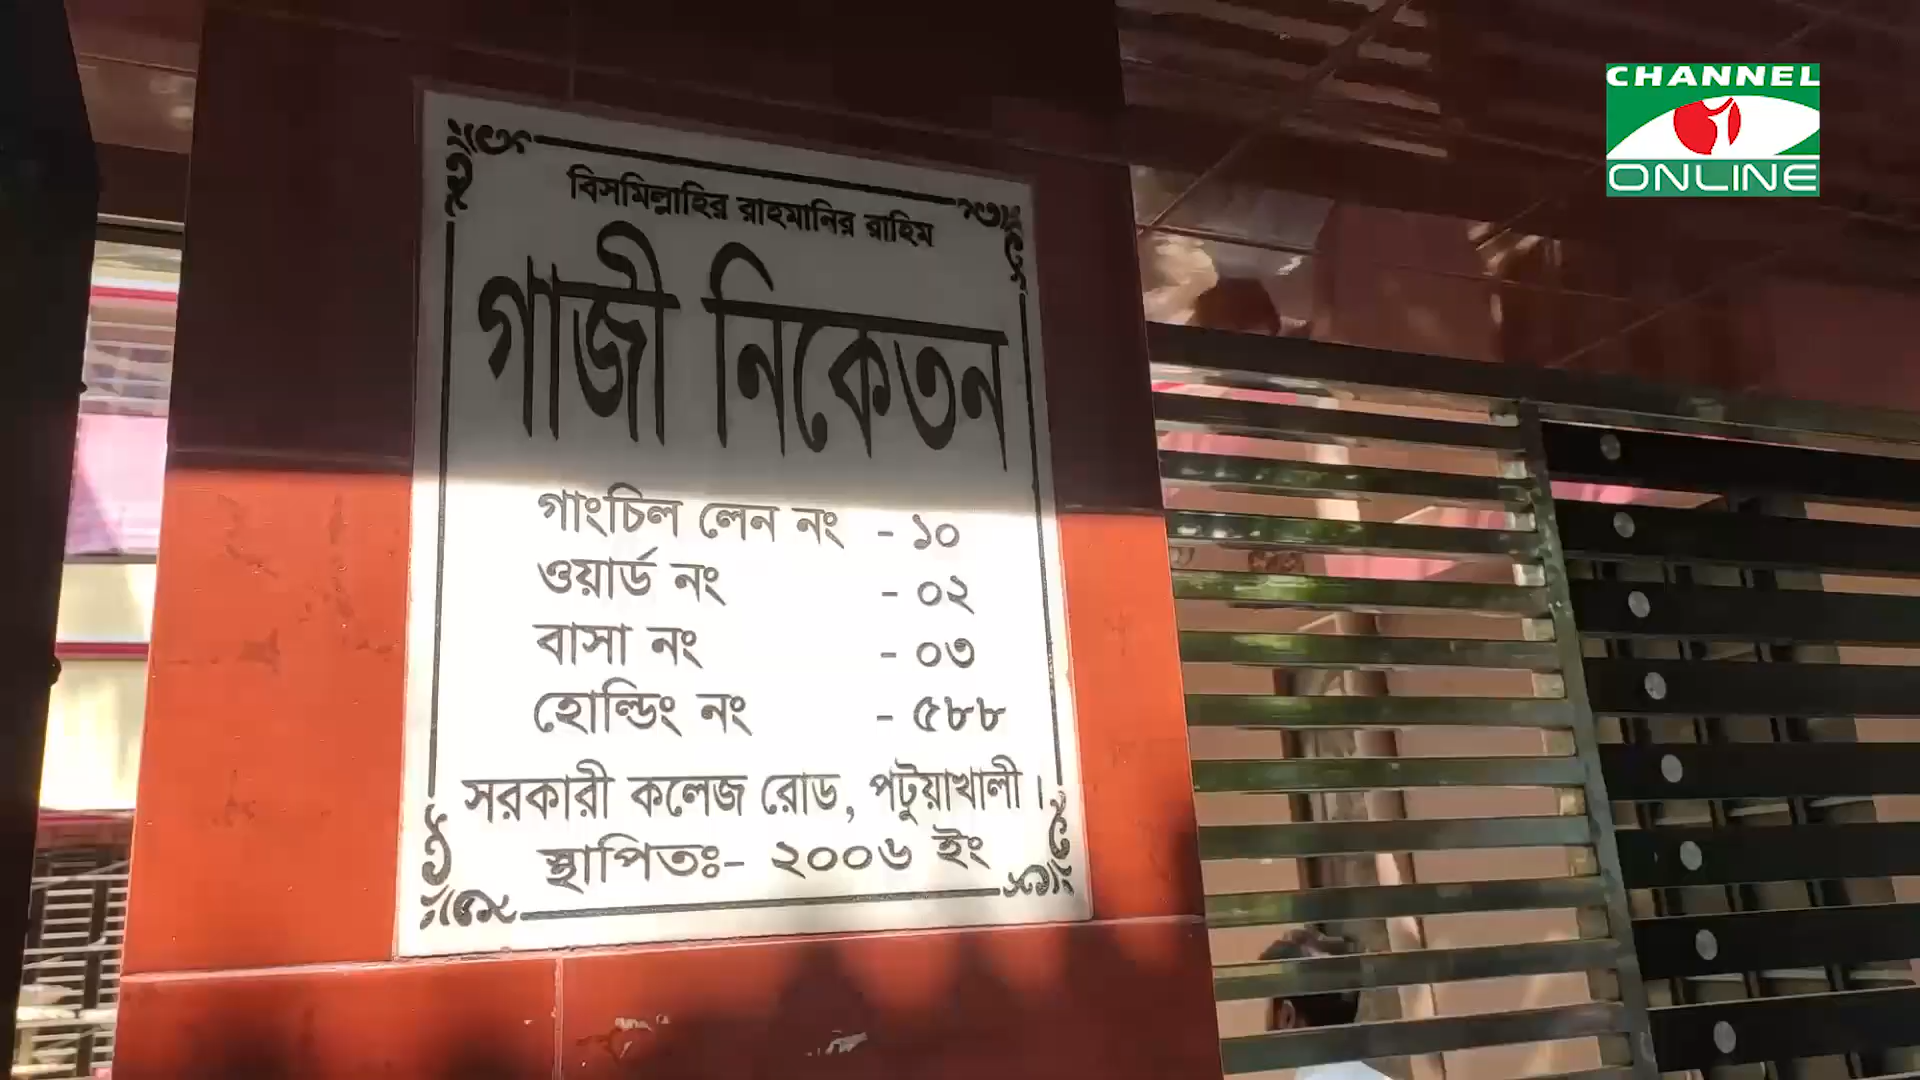 CHANNEL
i
ONLINE
বিসমিল্লাহির রাহমানির রাহিম
গাজী নিকেতন
গাংচিল লেন নং - ১০
ওয়ার্ড নং - ০২
বাসা নং - ০৩
হোল্ডিং নং - ৫৮৮
সরকারী কলেজ রোড, পটুয়াখালী।
স্থাপিতঃ- ২০০৬ ইং